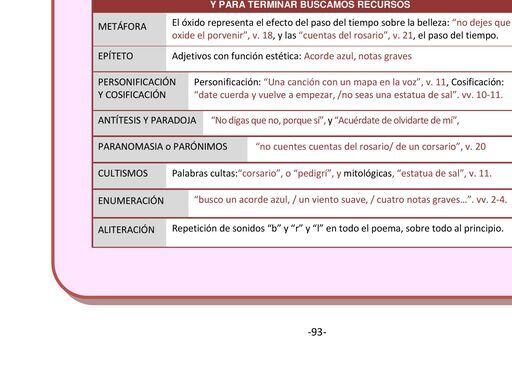 Y PARA TERMINAR BUSCAMOS RECURSOS
METÁFORA
El óxido representa el efecto del paso del tiempo sobre la belleza: “no dejes que
oxide el porvenir”, v. 18, y las “cuentas del rosario”, v. 21, el paso del tiempo.
EPÍTETO
Adjetivos con función estética: Acorde azul, notas graves
PERSONIFICACIÓN
Y COSIFICACIÓN
Personificación: “Una canción con un mapa en la voz”, v. 11, Cosificación:
“date cuerda y vuelve a empezar, /no seas una estatua de sal”. vv. 10-11.
ANTÍTESIS Y PARADOJA
“No digas que no, porque sí”, y “Acuérdate de olvidarte de mí”,
PARANOMASIA o PARÓNIMOS
“no cuentes cuentas del rosario/ de un corsario”, v. 20
CULTISMOS
Palabras cultas:“corsario”, o “pedigrí”, y mitológicas, “estatua de sal”, v. 11.
ENUMERACIÓN
“busco un acorde azul, / un viento suave, / cuatro notas graves…”. vv. 2-4.
ALITERACIÓN
Repetición de sonidos “b” y “r” y “l” en todo el poema, sobre todo al principio.
-93-